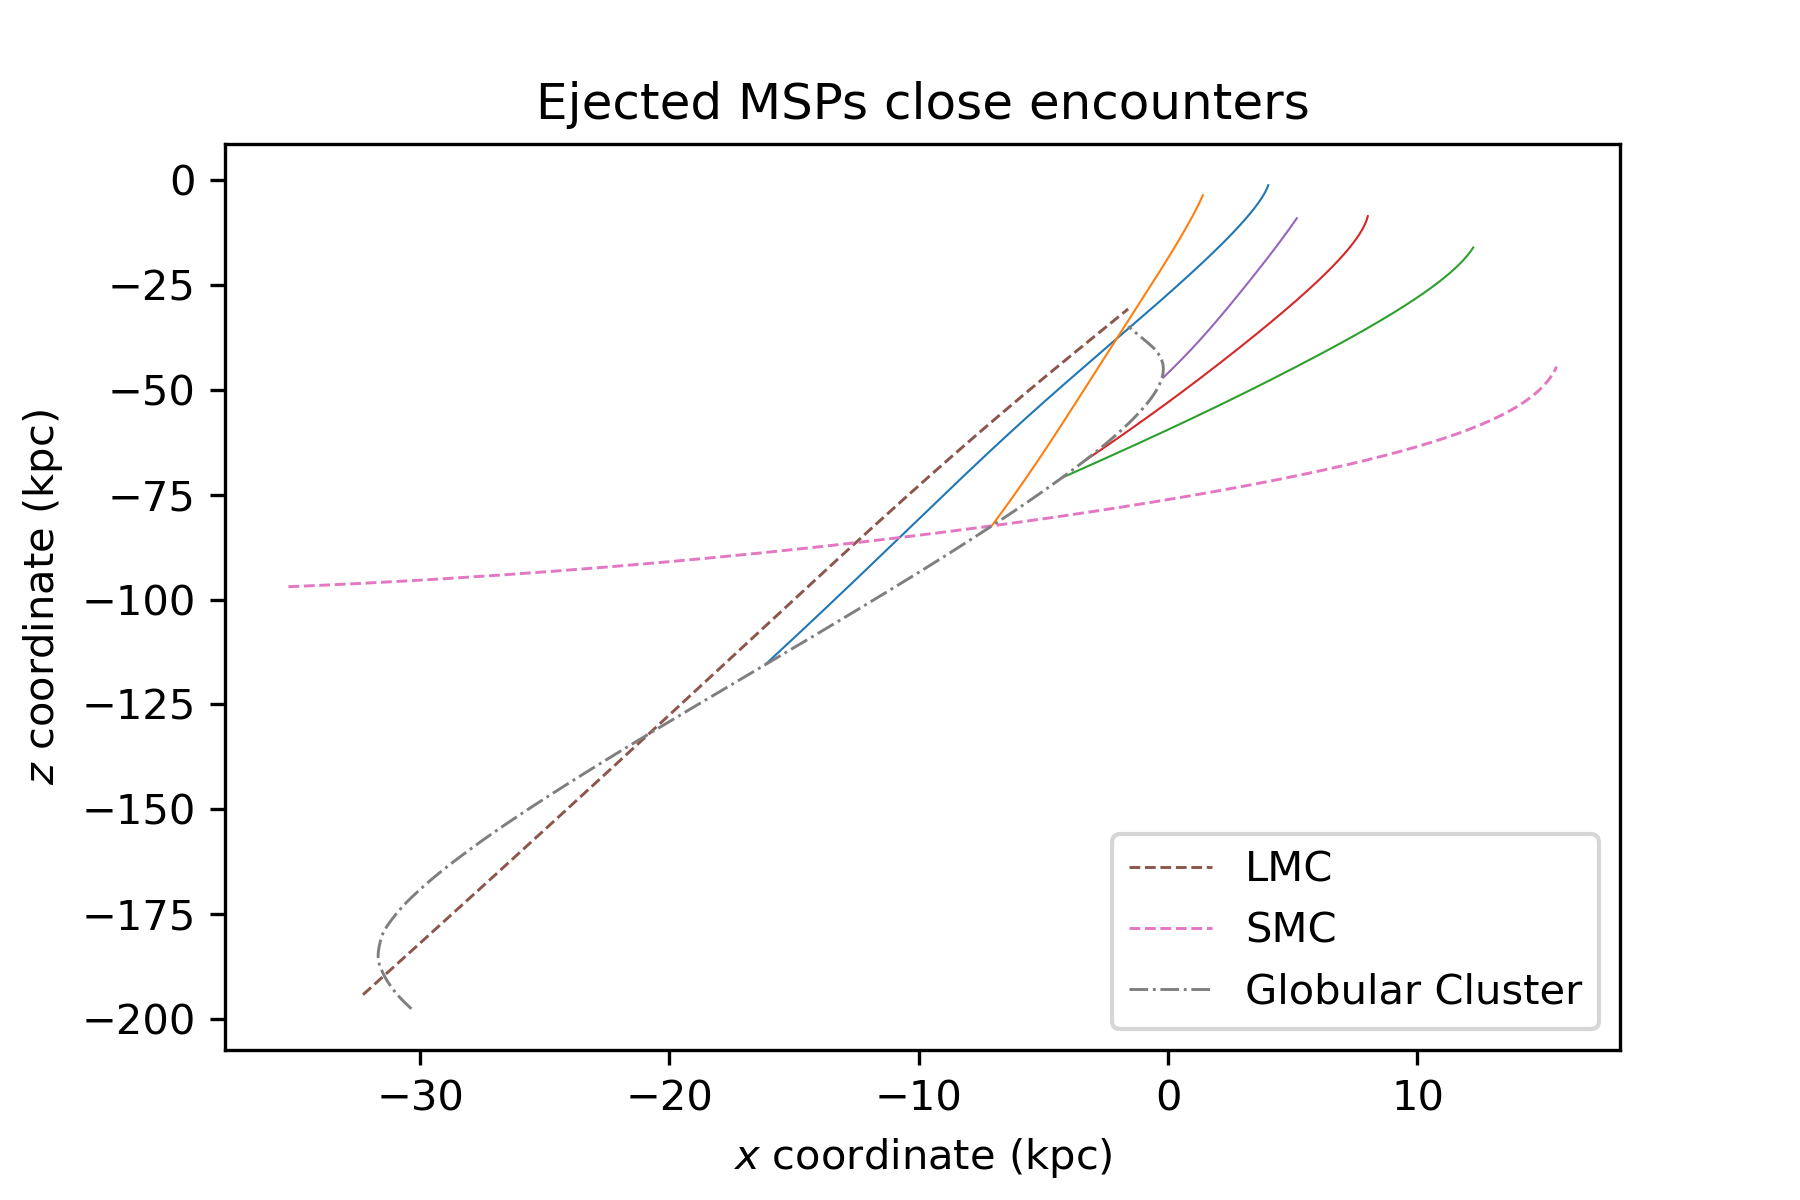 Ejected MSPs close encounters
0
−25
−50
−75
−100
−125
−150
−175
−200
z coordinate (kpc)
LMC
SMC
Globular Cluster
−30
−20
−10
0
10
x coordinate (kpc)